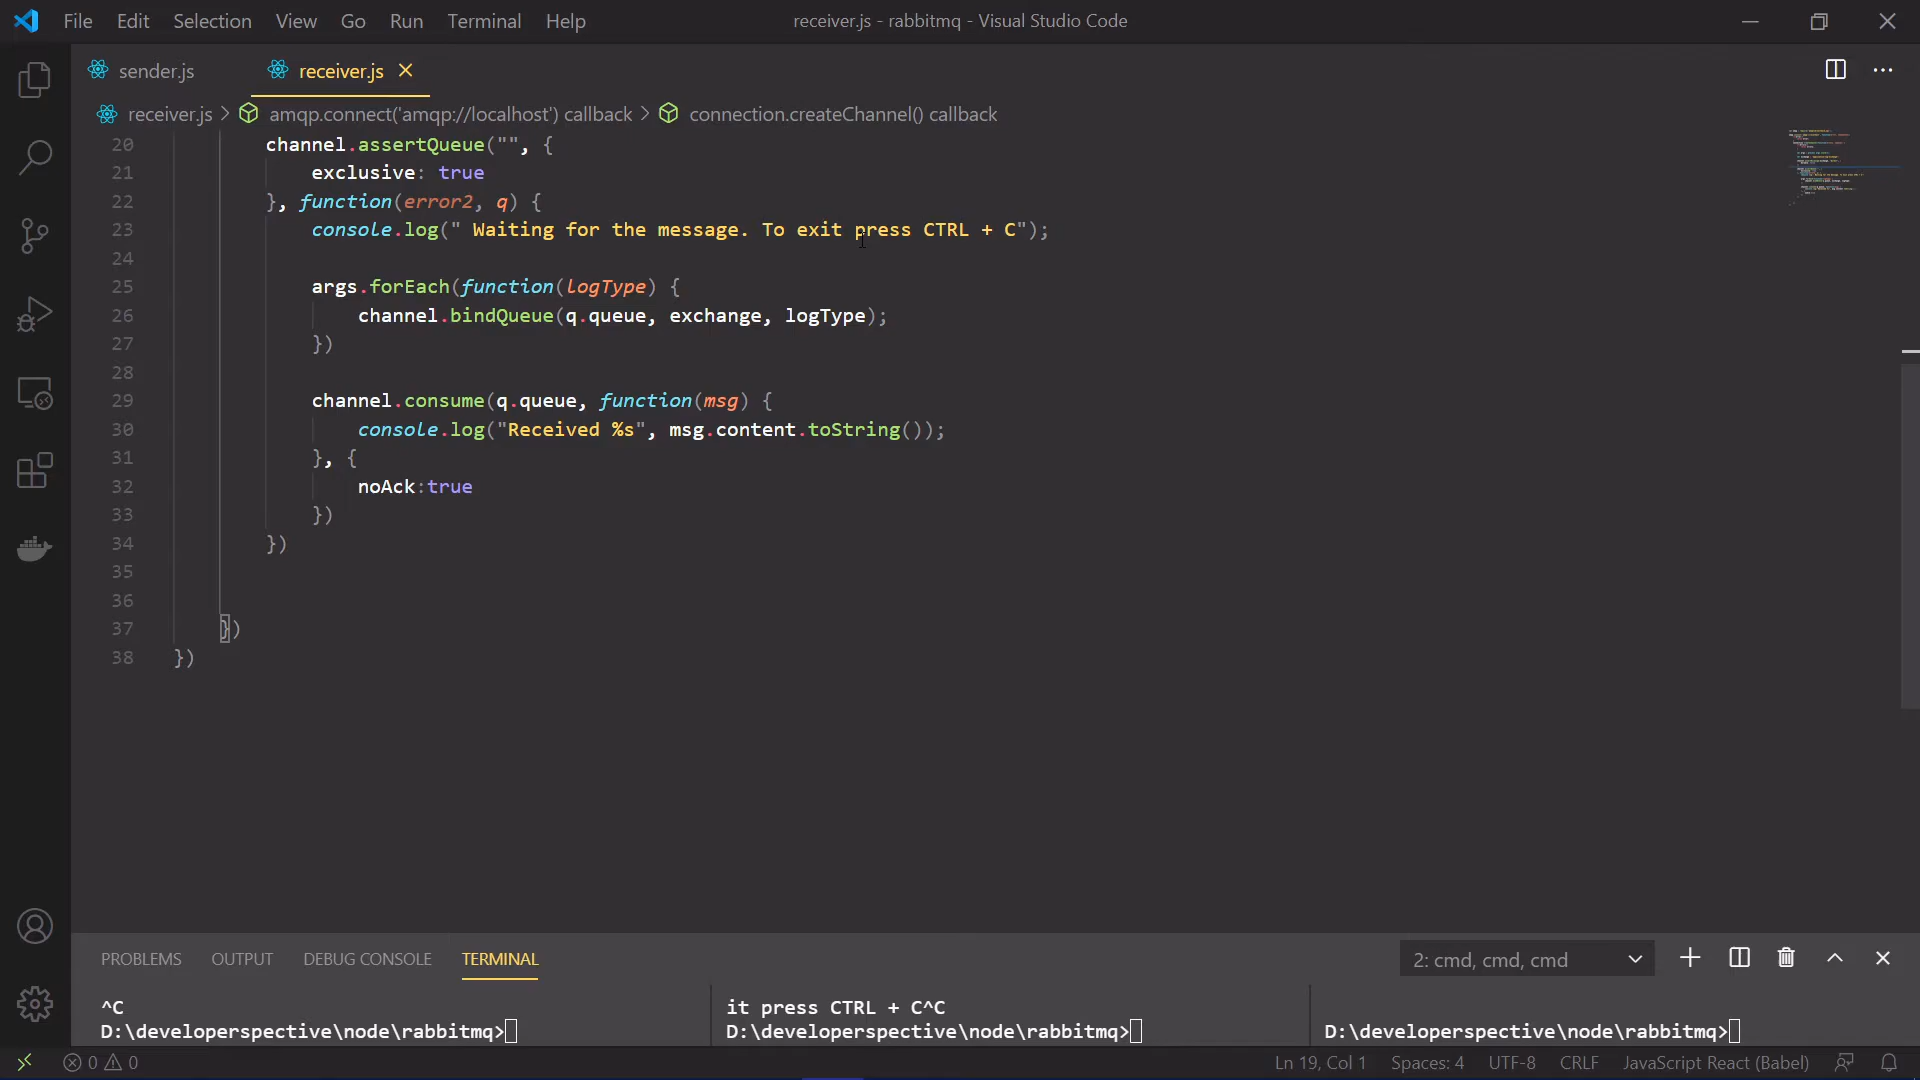 File Edit Selection View Go Run Terminal Help receiver.js - rabbitmq - Visual Studio Code
sender.js receiver.js
receiver.js > amqp.connect('amqp://localhost') callback > connection.createChannel() callback
20 channel.assertQueue("", {
21 exclusive: true
22 }, function(error2, q) {
23 console.log(" Waiting for the message. To exit press CTRL + C");
24
25 args.forEach(function(logType) {
26 channel.bindQueue(q.queue, exchange, logType);
27 })
28
29 channel.consume(q.queue, function(msg) {
30 console.log("Received %s", msg.content.toString());
31 }, {
32 noAck:true
33 })
34 })
35
36
37 })
38 })
PROBLEMS OUTPUT DEBUG CONSOLE TERMINAL 2: cmd, cmd, cmd
^C it press CTRL + C^C
D:\developerspective\node\rabbitmq> D:\developerspective\node\rabbitmq> D:\developerspective\node\rabbitmq>
0 0 Ln 19, Col 1 Spaces: 4 UTF-8 CRLF JavaScript React (Babel)